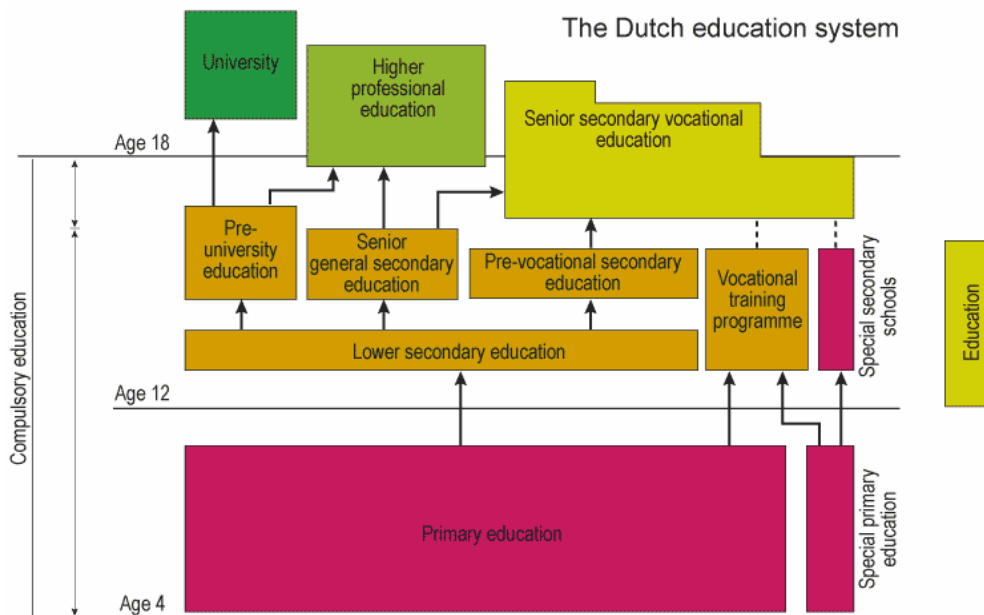 The Dutch education system
University
Higher
professional
education
Senior secondary vocational
education
Age 18
Pre-
university
education
Senior
general secondary
education
Pre-vocational secondary
education
Vocational
training
programme
Special secondary
schools
Education
Lower secondary education
Compulsory education
Age 12
Primary education
Special primary
education
Age 4